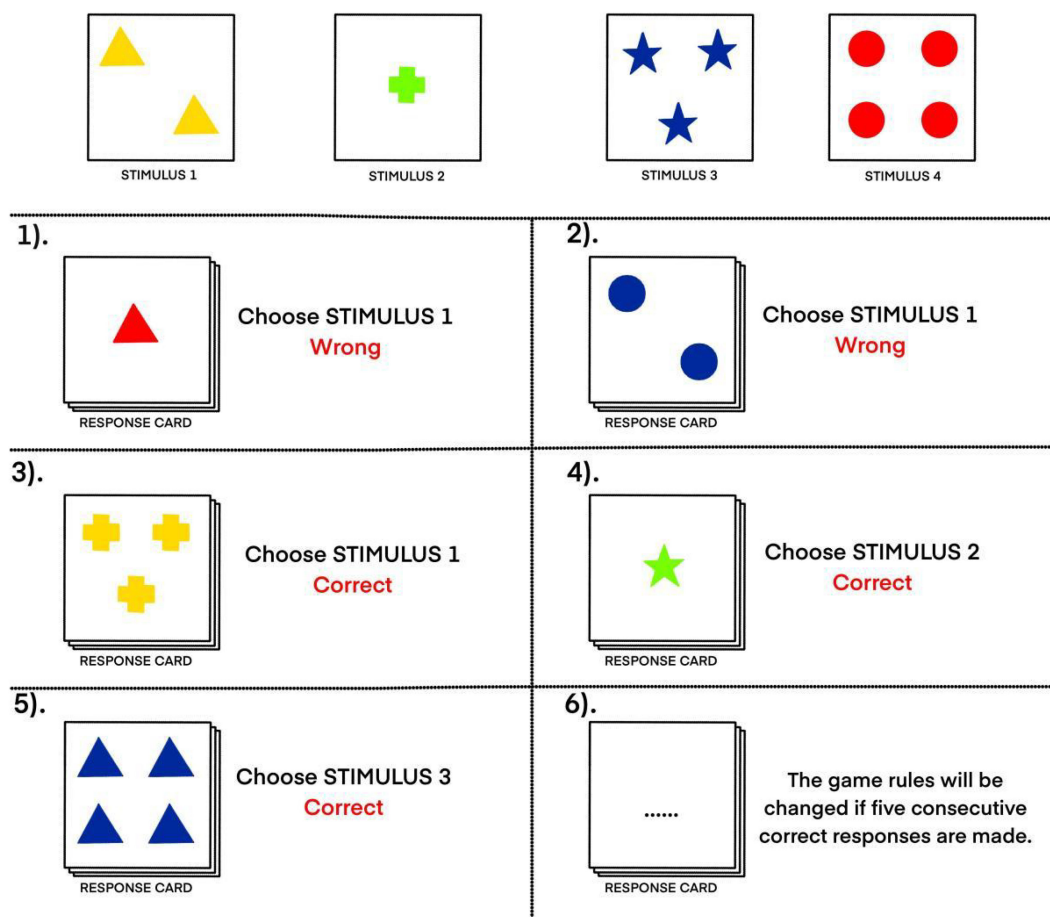 STIMULUS 1
STIMULUS 2
STIMULUS 3
STIMULUS 4
1).
Choose STIMULUS 1
Wrong
RESPONSE CARD
2).
Choose STIMULUS 1
Wrong
RESPONSE CARD
3).
Choose STIMULUS 1
Correct
RESPONSE CARD
4).
Choose STIMULUS 2
Correct
RESPONSE CARD
5).
Choose STIMULUS 3
Correct
RESPONSE CARD
6).
......
The game rules will be
changed if five consecutive
correct responses are made.
RESPONSE CARD